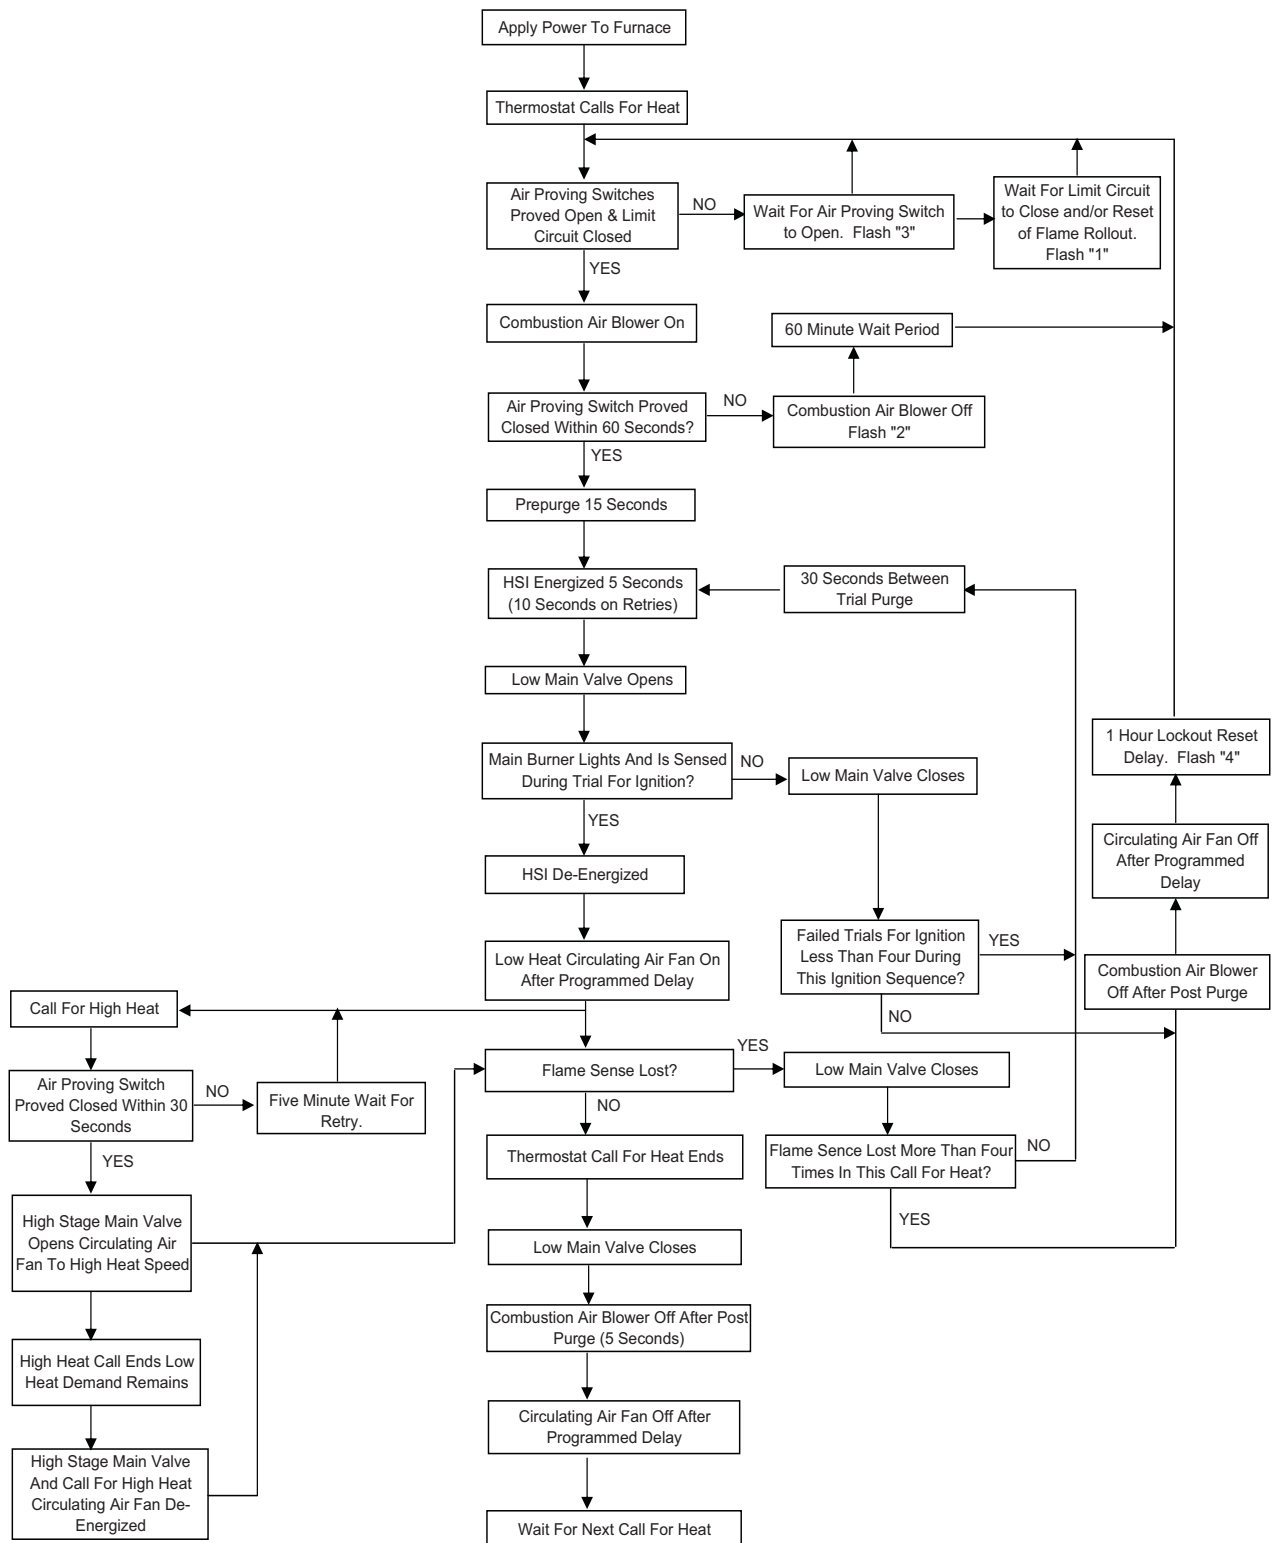 Apply Power To Furnace
Thermostat Calls For Heat
Air Proving Switches
Proved Open & Limit
Circuit Closed
NO
Wait For Air Proving Switch
to Open.  Flash "3"
Wait For Limit Circuit
to Close and/or Reset
of Flame Rollout.
Flash "1"
YES
Combustion Air Blower On
60 Minute Wait Period
Air Proving Switch Proved
Closed Within 60 Seconds?
NO
Combustion Air Blower Off
Flash "2"
YES
Prepurge 15 Seconds
HSI Energized 5 Seconds
(10 Seconds on Retries)
30 Seconds Between
Trial Purge
Low Main Valve Opens
Main Burner Lights And Is Sensed
During Trial For Ignition?
NO
Low Main Valve Closes
1 Hour Lockout Reset
Delay.  Flash "4"
YES
HSI De-Energized
Circulating Air Fan Off
After Programmed
Delay
Low Heat Circulating Air Fan On
After Programmed Delay
Failed Trials For Ignition
Less Than Four During
This Ignition Sequence?
YES
Combustion Air Blower
Off After Post Purge
NO
Call For High Heat
Air Proving Switch
Proved Closed Within 30
Seconds
NO
Five Minute Wait For
Retry.
Flame Sense Lost?
YES
Low Main Valve Closes
NO
Thermostat Call For Heat Ends
Flame Sence Lost More Than Four
Times In This Call For Heat?
NO
YES
YES
High Stage Main Valve
Opens Circulating Air
Fan To High Heat Speed
Low Main Valve Closes
Combustion Air Blower Off After Post
Purge (5 Seconds)
High Heat Call Ends Low
Heat Demand Remains
Circulating Air Fan Off After
Programmed Delay
High Stage Main Valve
And Call For High Heat
Circulating Air Fan De-
Energized
Wait For Next Call For Heat